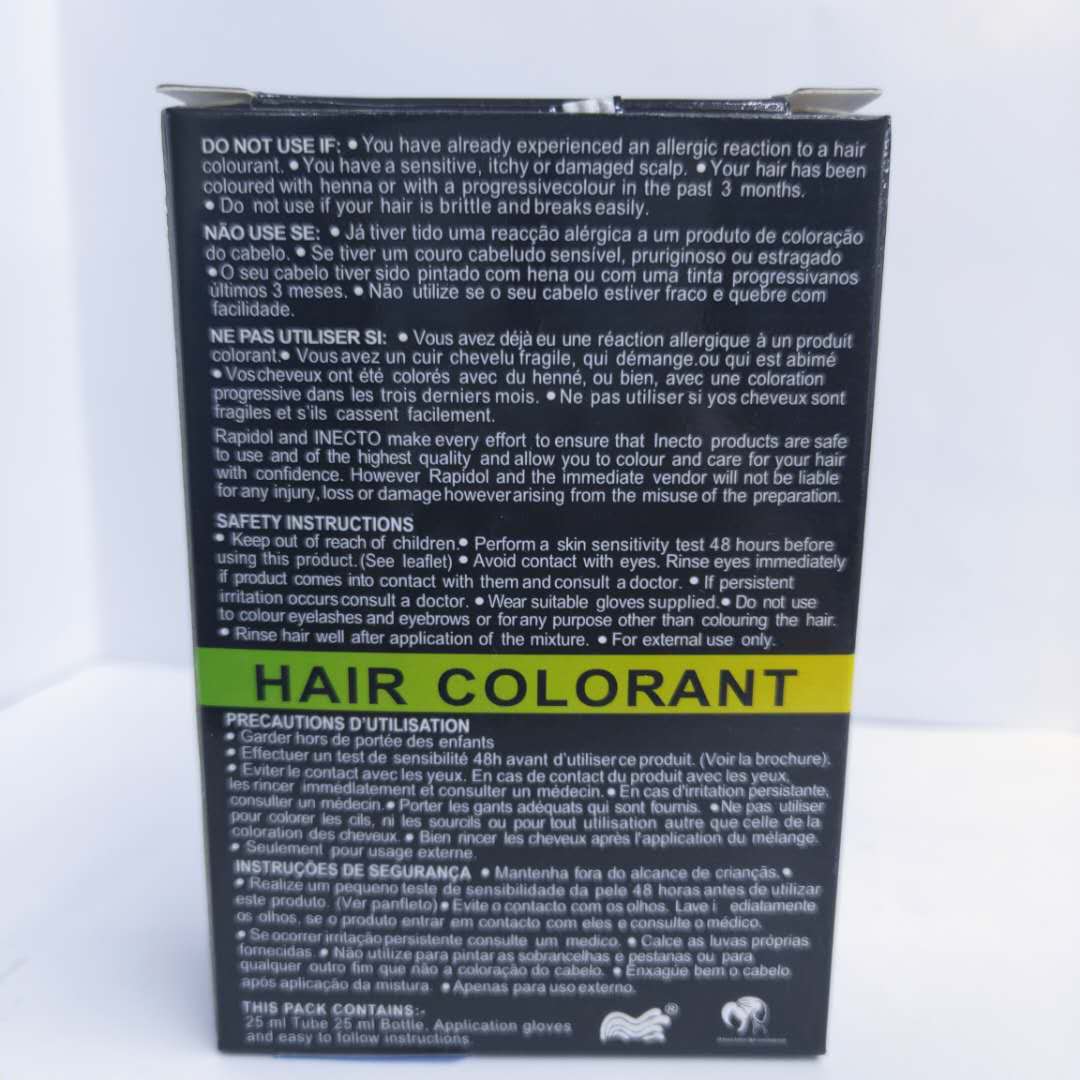 DO NOT USE IF: • You have already experienced an allergic reaction to a hair
colourant. • You have a sensitive, itchy or damaged scalp. • Your hair has been
coloured with henna or with a progressivecolour in the past 3 months.
• Do not use if your hair is brittle and breaks easily.
NÃO USE SE: • Já tiver tido uma reacção alérgica a um produto de coloração
do cabelo. • Se tiver um couro cabeludo sensível, pruriginoso ou estragado
• O seu cabelo tiver sido pintado com hena ou com uma tinta progressivanos
últimos 3 meses. • Não utilize se o seu cabelo estiver fraco e quebre com
facilidade.
NE PAS UTILISER SI: • Vous avez déjà eu une réaction allergique à un produit
colorant.• Vous avez un cuir chevelu fragile, qui démange.ou qui est abimé
• Vos cheveux ont été colorés avec du henné, ou bien, avec une coloration
progressive dans les trois derniers mois. • Ne pas utiliser si yos cheveux sont
fragiles et s'ils cassent facilement.
Rapidol and INECTO make every effort to ensure that Inecto products are safe
to use and of the highest quality and allow you to colour and care for your hair
with confidence. However Rapidol and the immediate vendor will not be liable
for any injury, loss or damage however arising from the misuse of the preparation.
SAFETY INSTRUCTIONS
• Keep out of reach of children.• Perform a skin sensitivity test 48 hours before
using this product. (See leaflet) • Avoid contact with eyes. Rinse eyes immediately
if product comes into contact with them and consult a doctor. • If persistent
irritation occurs consult a doctor. • Wear suitable gloves supplied.• Do not use
to colour eyelashes and eyebrows or for any purpose other than colouring the hair.
• Rinse hair well after application of the mixture. • For external use only.
HAIR COLORANT
PRECAUTIONS D'UTILISATION
• Garder hors de portée des enfants
• Effectuer un test de sensibilité 48h avant d'utiliser ce produit. (Voir la brochure).
• Eviter le contact avec les yeux. En cas de contact du produit avec les yeux,
les rincer immédiatement et consulter un médecin. • En cas d'irritation persistante,
consulter un médecin.• Porter les gants adéquats qui sont fournis. • Ne pas utiliser
pour colorer les cils, ni les sourcils ou pour tout utilisation autre que celle de la
coloration des cheveux. • Bien rincer les cheveux après l'application du mélange.
• Seulement pour usage externe.
INSTRUÇÕES DE SEGURANÇA • Mantenha fora do alcance de criançãs. •
• Realize um pequeno teste de sensibilidade da pele 48 horas antes de utilizar
este produto. (Ver panfleto) • Evite o contacto com os olhos. Lave i ediatamente
os olhos, se o produto entrar em contacto com eles e consulte o médico.
• Se ocorrer irritação persistente consulte um medico. • Calce as luvas próprias
fornecidas. • Não utilize para pintar as sobrancelhas e pestanas ou para
qualquer outro fim que não a coloração do cabelo. • Enxagúe bem o cabelo
após aplicação da mistura. • Apenas para uso externo.
THIS PACK CONTAINS:-
25 ml Tube 25 ml Bottle. Application gloves
and easy to follow instructions.
®